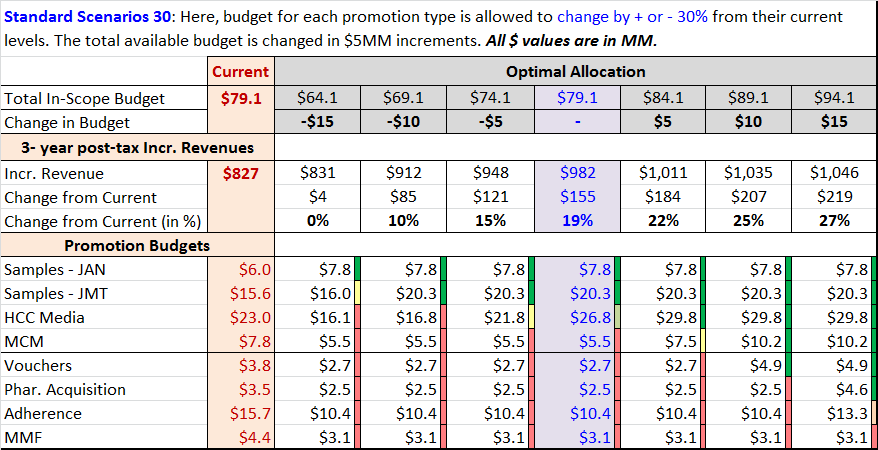 Standard Scenarios 30: Here, budget for each promotion type is allowed to change by + or - 30% from their current
levels. The total available budget is changed in $5MM increments. All $ values are in MM.
Current Optimal Allocation
Total In-Scope Budget $79.1 $64.1 $69.1 $74.1 $79.1 $84.1 $89.1 $94.1
Change in Budget -$15 -$10 -$5 - $5 $10 $15
3- year post-tax Incr. Revenues
Incr. Revenue $827 $831 $912 $948 $982 $1,011 $1,035 $1,046
Change from Current $4 $85 $121 $155 $184 $207 $219
Change from Current (in %) 0% 10% 15% 19% 22% 25% 27%
Promotion Budgets
Samples - JAN $6.0 $7.8 $7.8 $7.8 $7.8 $7.8 $7.8 $7.8
Samples - JMT $15.6 $16.0 $20.3 $20.3 $20.3 $20.3 $20.3 $20.3
HCC Media $23.0 $16.1 $16.8 $21.8 $26.8 $29.8 $29.8 $29.8
MCM $7.8 $5.5 $5.5 $5.5 $5.5 $7.5 $10.2 $10.2
Vouchers $3.8 $2.7 $2.7 $2.7 $2.7 $2.7 $4.9 $4.9
Phar. Acquisition $3.5 $2.5 $2.5 $2.5 $2.5 $2.5 $2.5 $4.6
Adherence $15.7 $10.4 $10.4 $10.4 $10.4 $10.4 $10.4 $13.3
MMF $4.4 $3.1 $3.1 $3.1 $3.1 $3.1 $3.1 $3.1